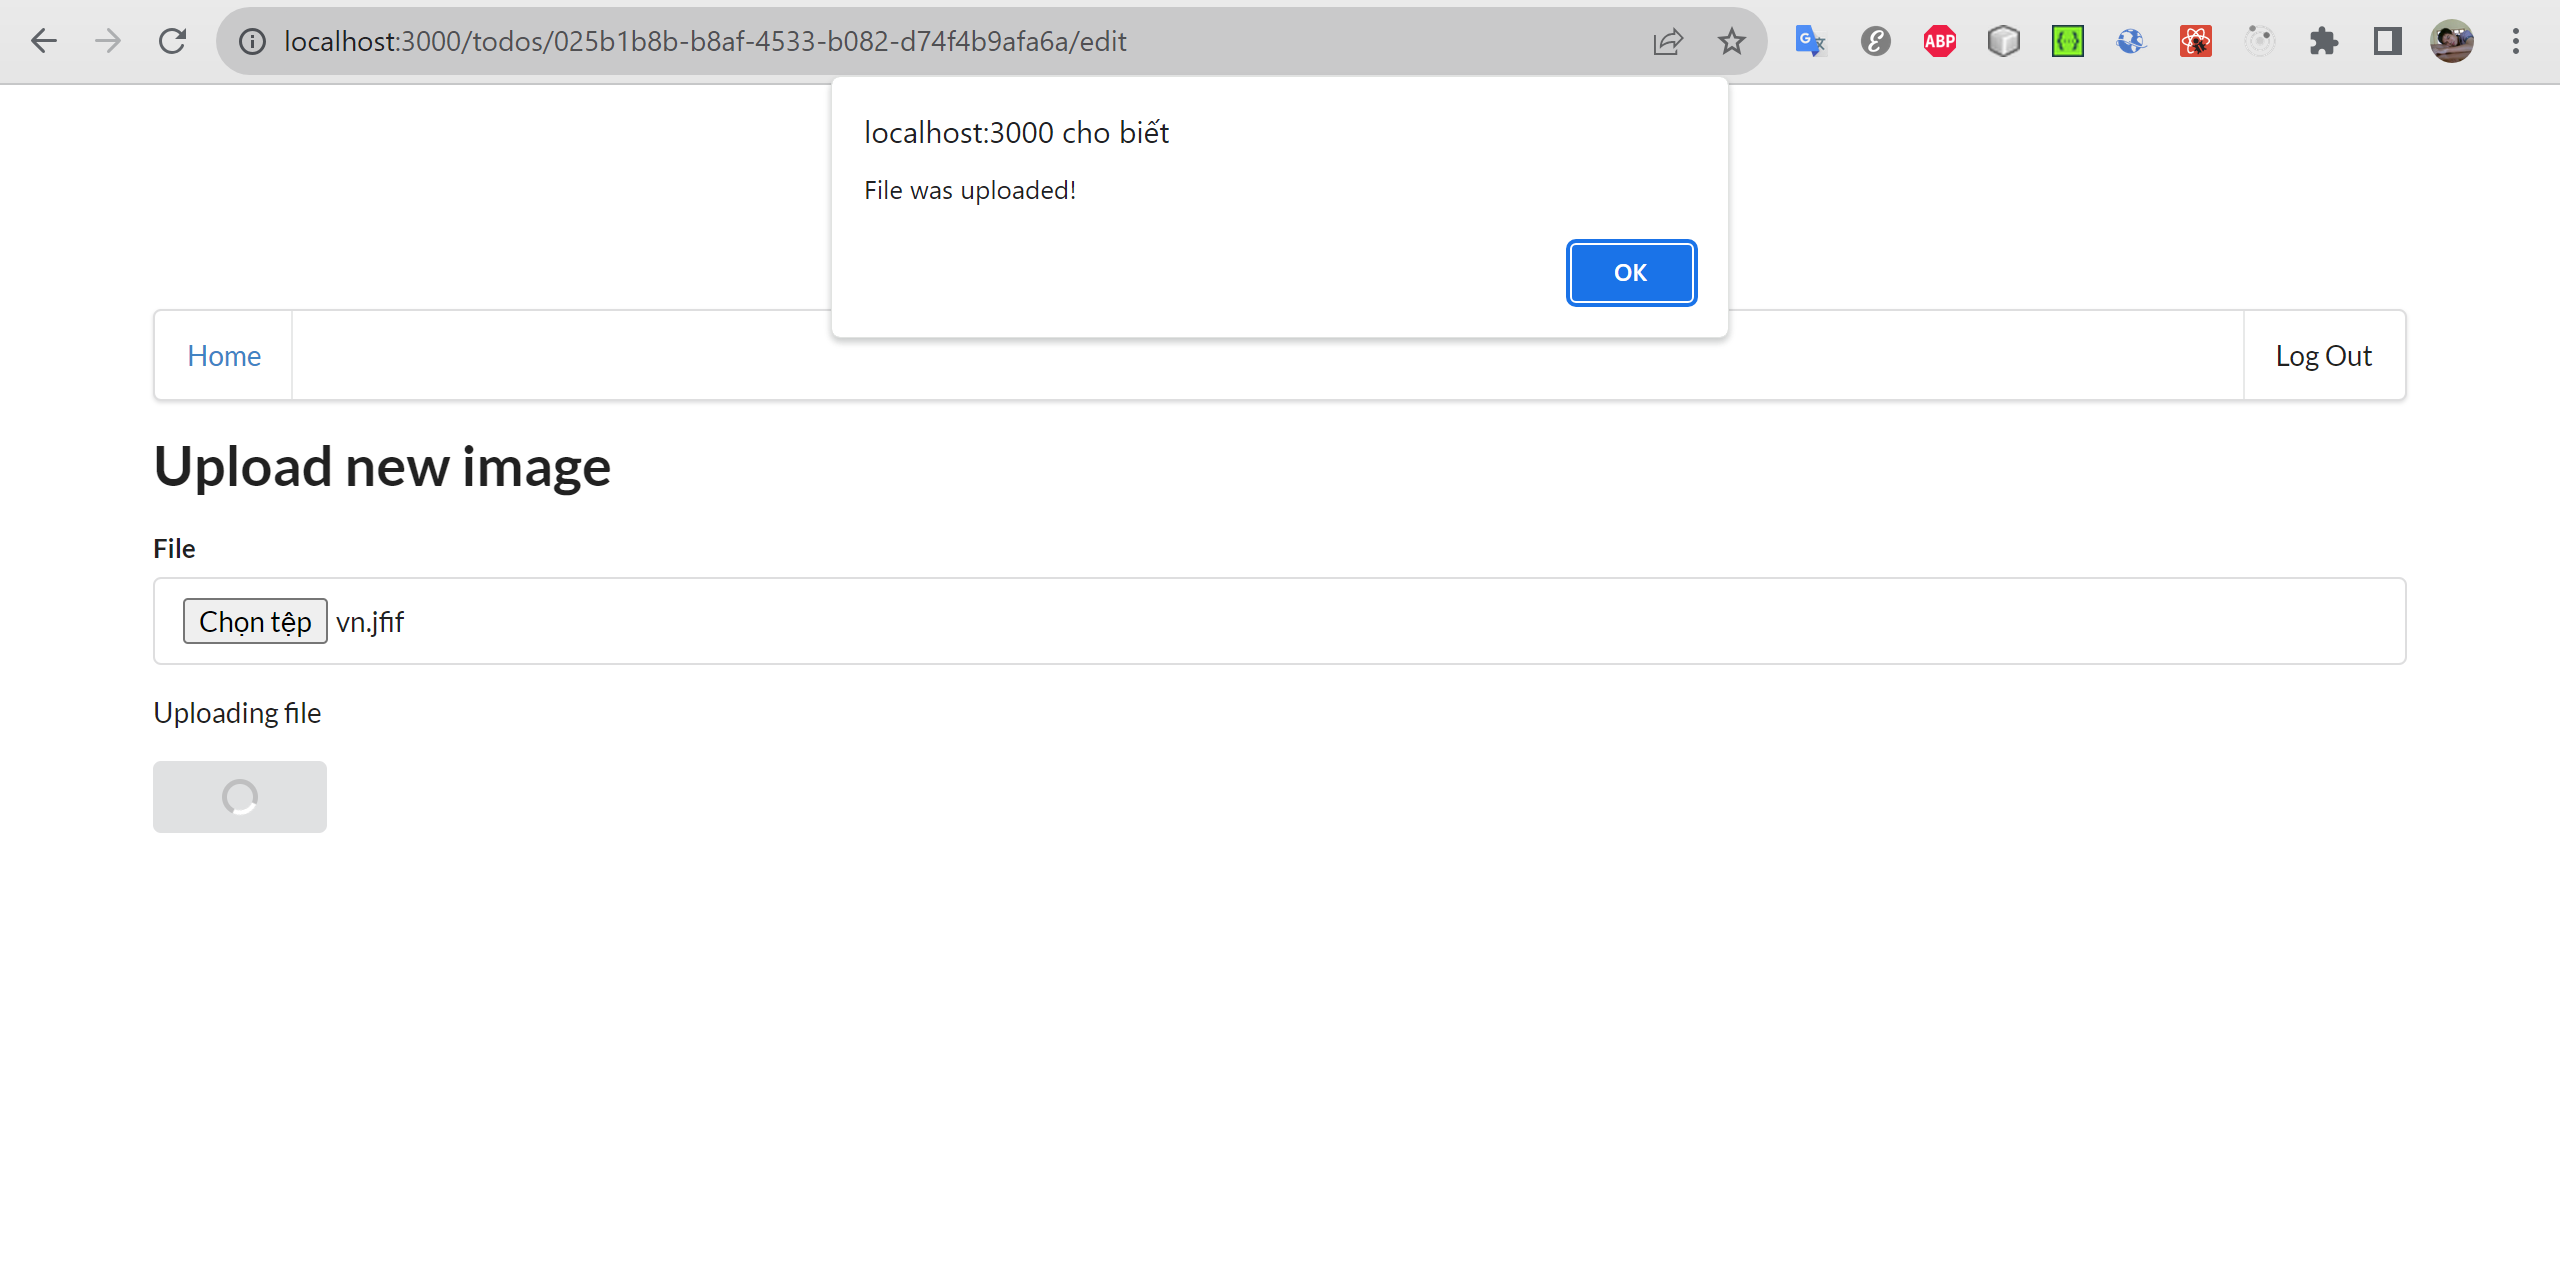 localhost:3000/todos/025b1b8b-b8af-4533-b082-d74f4b9afa6a/edit
ABP
localhost:3000 cho biết
File was uploaded!
OK
Home
Log Out
Upload new image
File
Chọn tệp vn.jfif
Uploading file